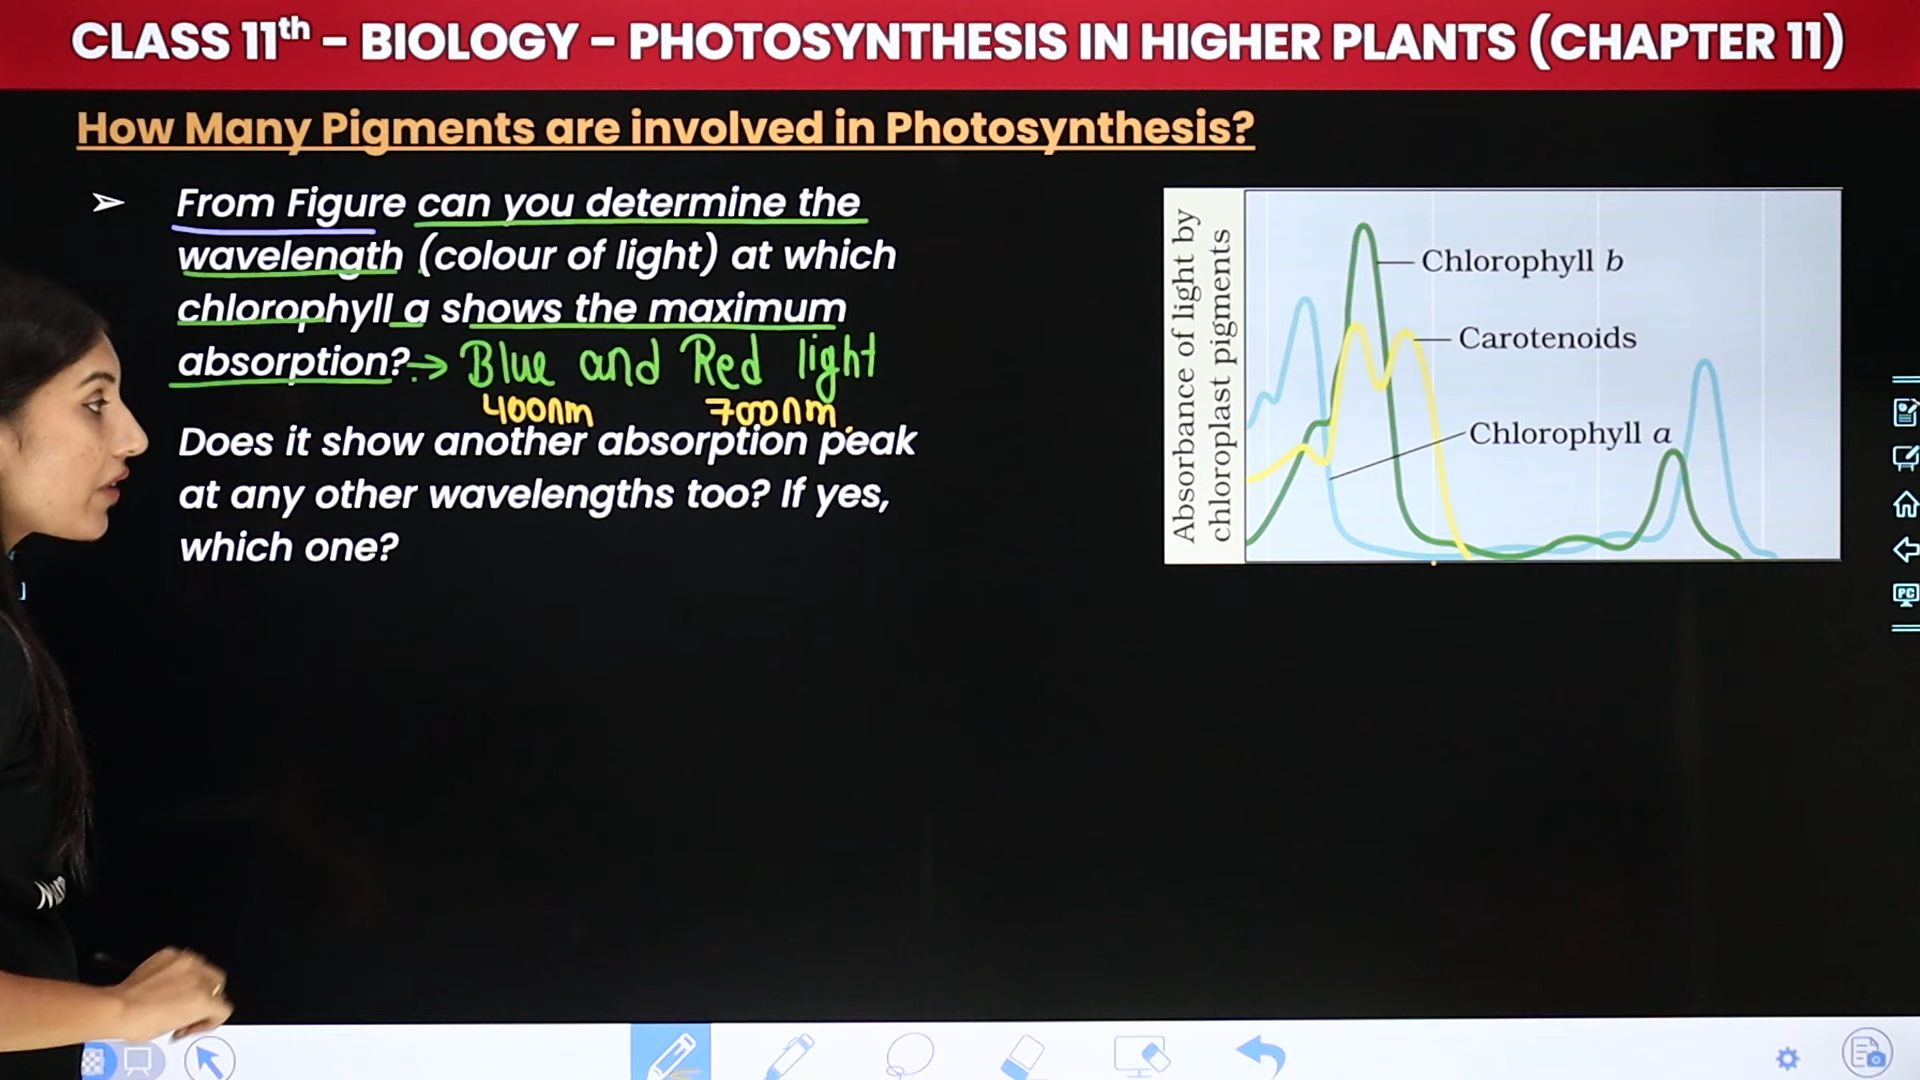 CLASS 11th - BIOLOGY - PHOTOSYNTHESIS IN HIGHER PLANTS (CHAPTER 11)
How Many Pigments are involved in Photosynthesis?
➢ From Figure can you determine the
wavelength (colour of light) at which
chlorophyll a shows the maximum
absorption? → Blue and Red light
400nm 700nm.
Does it show another absorption peak
at any other wavelengths too? If yes,
which one?
Absorbance of light by
chloroplast pigments
Chlorophyll b
Carotenoids
Chlorophyll a
PC